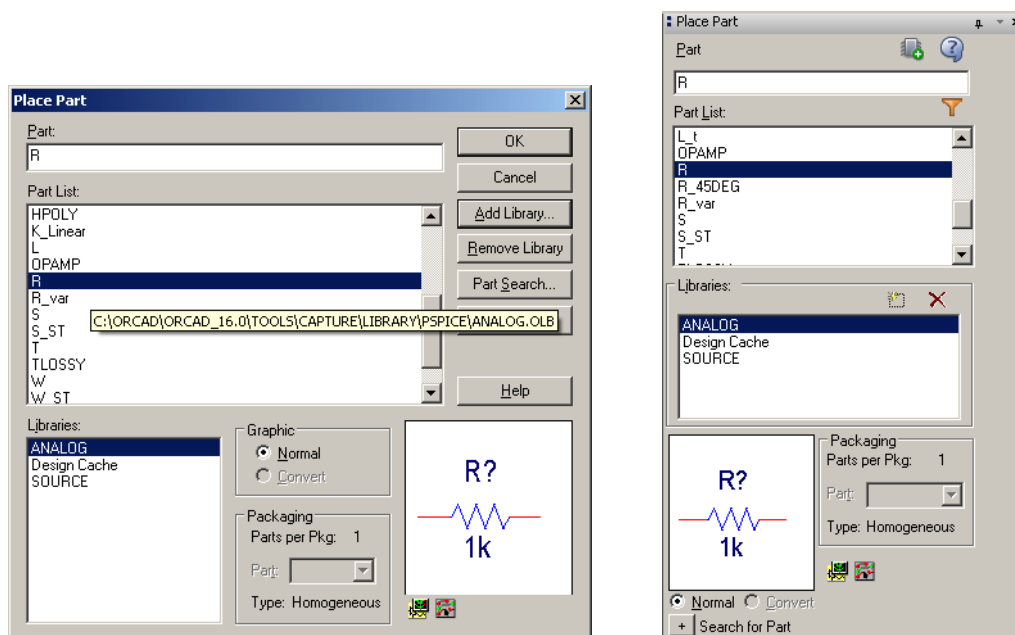 Place Part
Part:
R
Part List:
HPOLY
K_Linear
L
OPAMP
R
R_var
S
S_ST
T
TLOSSY
W
W_ST
C:\ORCAD\ORCAD_16.0\TOOLS\CAPTURE\LIBRARY\PSPICE\ANALOG.OLB
OK
Cancel
Add Library...
Remove Library
Part Search...
Help
Libraries:
ANALOG
Design Cache
SOURCE
Graphic
Normal
Convert
Packaging
Parts per Pkg: 1
Part:
Type: Homogeneous
R?
1k
Place Part
Part
R
Part List:
L_t
OPAMP
R
R_45DEG
R_var
S
S_ST
T
Libraries:
ANALOG
Design Cache
SOURCE
R?
1k
Packaging
Parts per Pkg: 1
Part:
Type: Homogeneous
Normal Convert
+ Search for Part